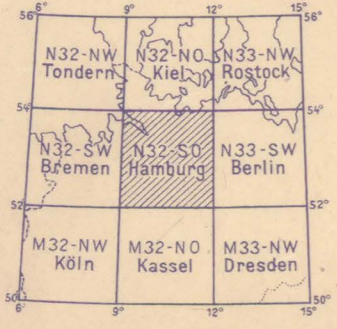 6° 9° 12° 15°
56°
N32-NW N32-NO N33-NW
Tondern Kiel Rostock
54° 54°
N32-SW N32-SO N33-SW
Bremen Hamburg Berlin
52° 52°
M32-NW M32-NO M33-NW
Köln Kassel Dresden
50° 50°
6° 9° 12° 15°